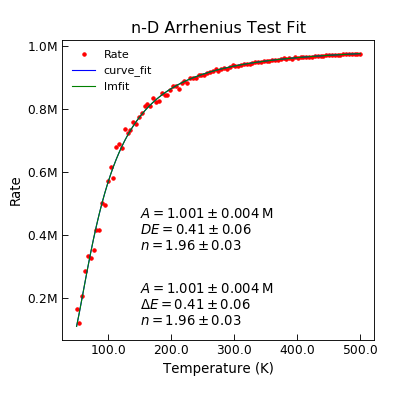 n-D Arrhenius Test Fit
1.0M
0.8M
0.6M
0.4M
0.2M
Rate
Rate
curve_fit
lmfit
A = 1.001 ± 0.004 M
DE = 0.41 ± 0.06
n = 1.96 ± 0.03
A = 1.001 ± 0.004 M
ΔE = 0.41 ± 0.06
n = 1.96 ± 0.03
100.0 200.0 300.0 400.0 500.0
Temperature (K)